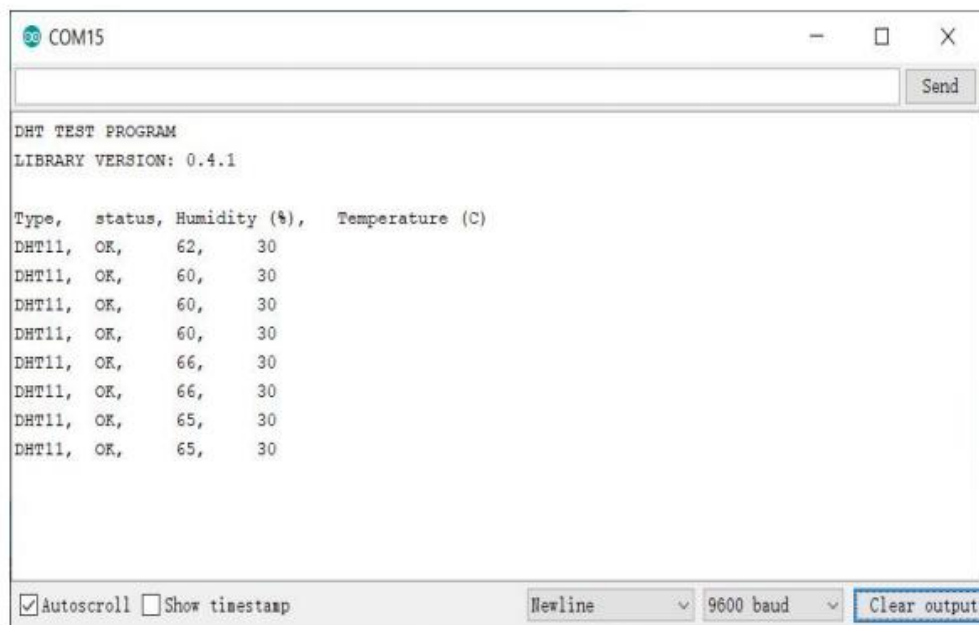 COM15
Send
DHT TEST PROGRAM
LIBRARY VERSION: 0.4.1
Type, status, Humidity (%), Temperature (C)
DHT11, OK, 62, 30
DHT11, OK, 60, 30
DHT11, OK, 60, 30
DHT11, OK, 60, 30
DHT11, OK, 66, 30
DHT11, OK, 66, 30
DHT11, OK, 65, 30
DHT11, OK, 65, 30
Autoscroll Show timestamp Newline 9600 baud Clear output